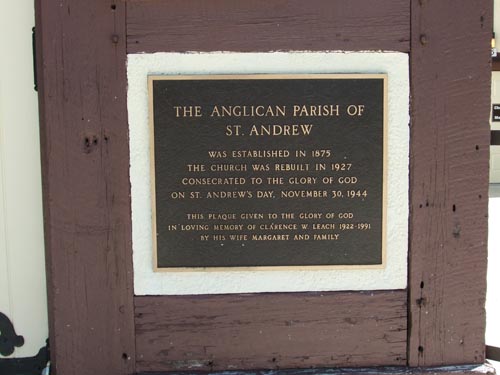 THE ANGLICAN PARISH OF
ST. ANDREW
WAS ESTABLISHED IN 1875
THE CHURCH WAS REBUILT IN 1927
CONSECRATED TO THE GLORY OF GOD
ON ST. ANDREW'S DAY, NOVEMBER 30, 1944
THIS PLAQUE GIVEN TO THE GLORY OF GOD
IN LOVING MEMORY OF CLARENCE W. LEACH 1922-1991
BY HIS WIFE MARGARET AND FAMILY